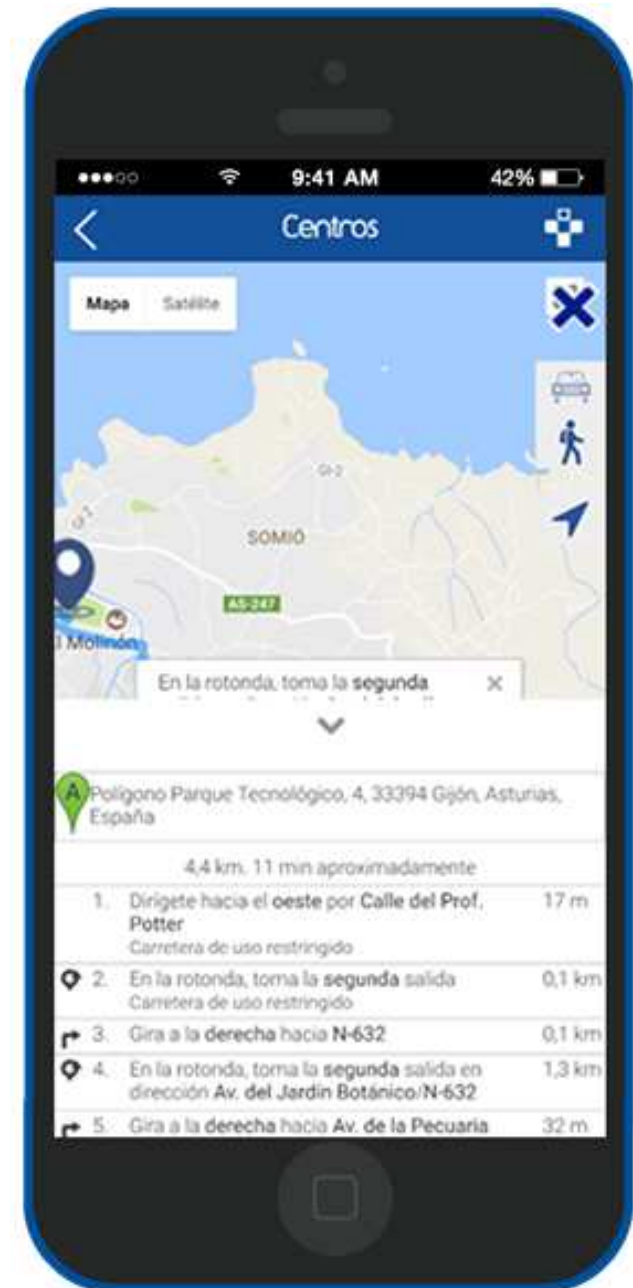 9:41 AM
42%
Centros
Mapa Satélite
GI-2
GI-2
SOMIÓ
AS-247
l Molinón
En la rotonda, toma la segunda
A
Polígono Parque Tecnológico, 4, 33394 Gijón, Asturias,
España
4,4 km. 11 min aproximadamente
1. Dirígete hacia el oeste por Calle del Prof. 17 m
Potter
Carretera de uso restringido
2. En la rotonda, toma la segunda salida 0,1 km
Carretera de uso restringido
3. Gira a la derecha hacia N-632 0,1 km
4. En la rotonda, toma la segunda salida en 1,3 km
dirección Av. del Jardín Botánico/N-632
5. Gira a la derecha hacia Av. de la Pecuaria 32 m